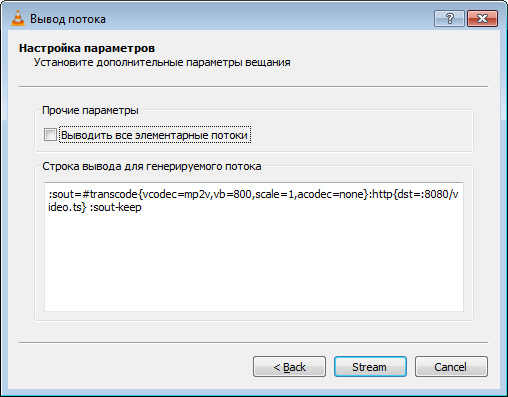 Вывод потока
Настройка параметров
Установите дополнительные параметры вещания
Прочие параметры
Выводить все элементарные потоки
Строка вывода для генерируемого потока
:sout=#transcode{vcodec=mp2v,vb=800,scale=1,acodec=none}:http{dst=:8080/v
ideo.ts} :sout-keep
< Back Stream Cancel